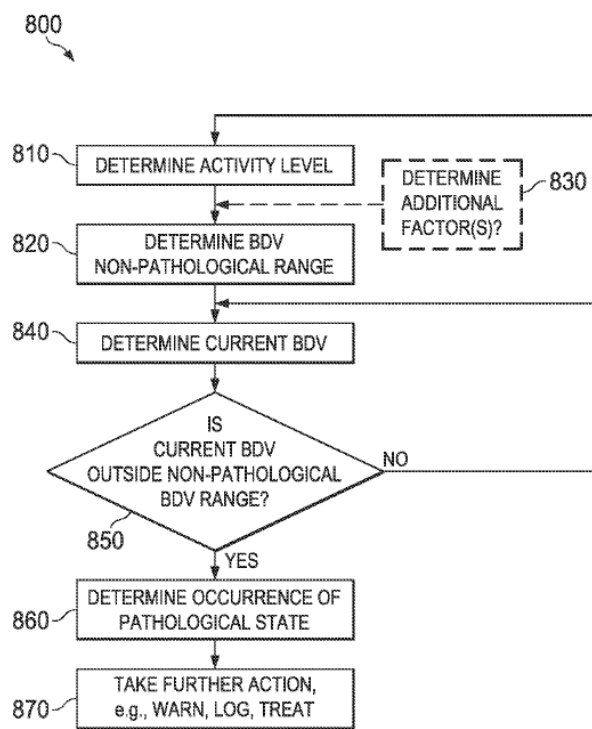 800
810
DETERMINE ACTIVITY LEVEL
DETERMINE
ADDITIONAL
FACTOR(S)?
830
820
DETERMINE BDV
NON-PATHOLOGICAL RANGE
840
DETERMINE CURRENT BDV
IS
CURRENT BDV
OUTSIDE NON-PATHOLOGICAL
BDV RANGE?
NO
850
YES
860
DETERMINE OCCURRENCE OF
PATHOLOGICAL STATE
870
TAKE FURTHER ACTION,
e.g., WARN, LOG, TREAT